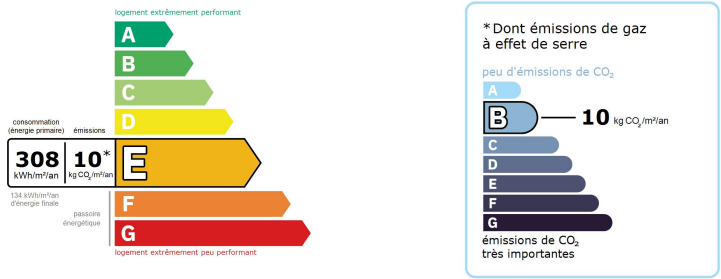 logement extrêmement performant
A
B
C
D
consommation
(énergie primaire)
émissions
308
kWh/m²/an
10*
kg CO₂/m²/an
E
134 kWh/m²/an
d'énergie finale
passoire
énergétique
F
G
logement extrêmement peu performant
*Dont émissions de gaz
à effet de serre
peu d'émissions de CO₂
A
B
10 kg CO₂/m²/an
C
D
E
F
G
émissions de CO₂
très importantes